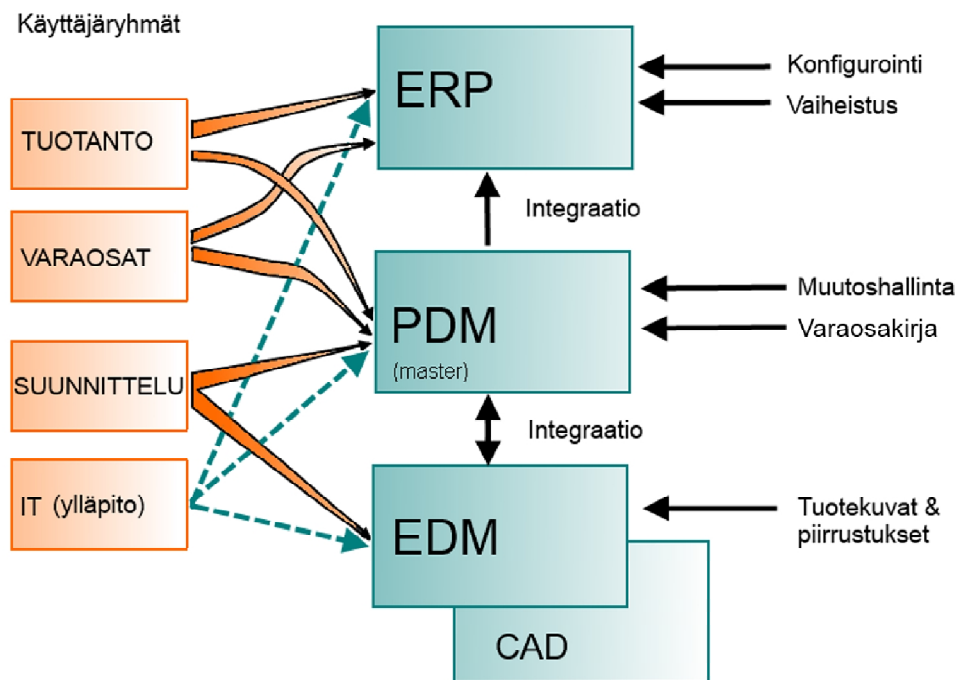 Käyttäjäryhmät
TUOTANTO
VARAOSAT
SUUNNITTELU
IT (ylläpito)
ERP
Integraatio
PDM
(master)
Integraatio
EDM
CAD
Konfigurointi
Vaiheistus
Muutoshallinta
Varaosakirja
Tuotekuvat &
piirrustukset